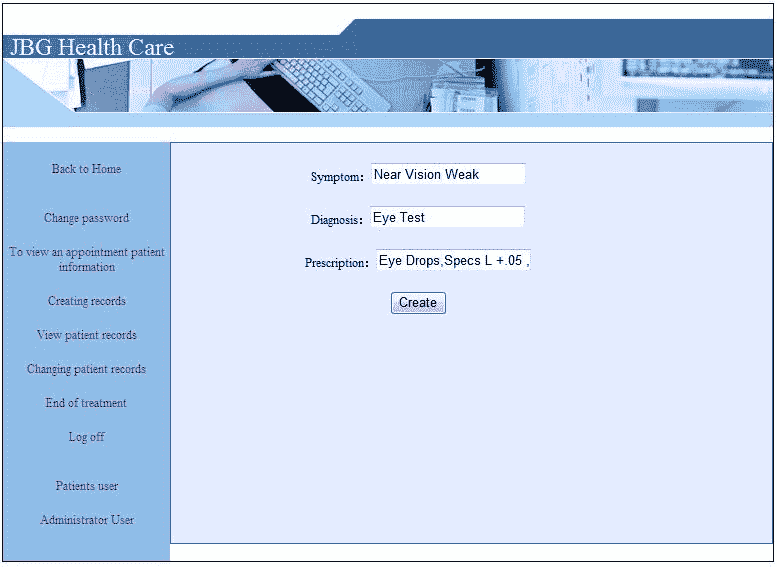 JBG Health Care
Back to Home
Change password
To view an appointment patient
information
Creating records
View patient records
Changing patient records
End of treatment
Log off
Patients user
Administrator User
Symptom: Near Vision Weak
Diagnosis: Eye Test
Prescription: Eye Drops,Specs L +.05 ,
Create